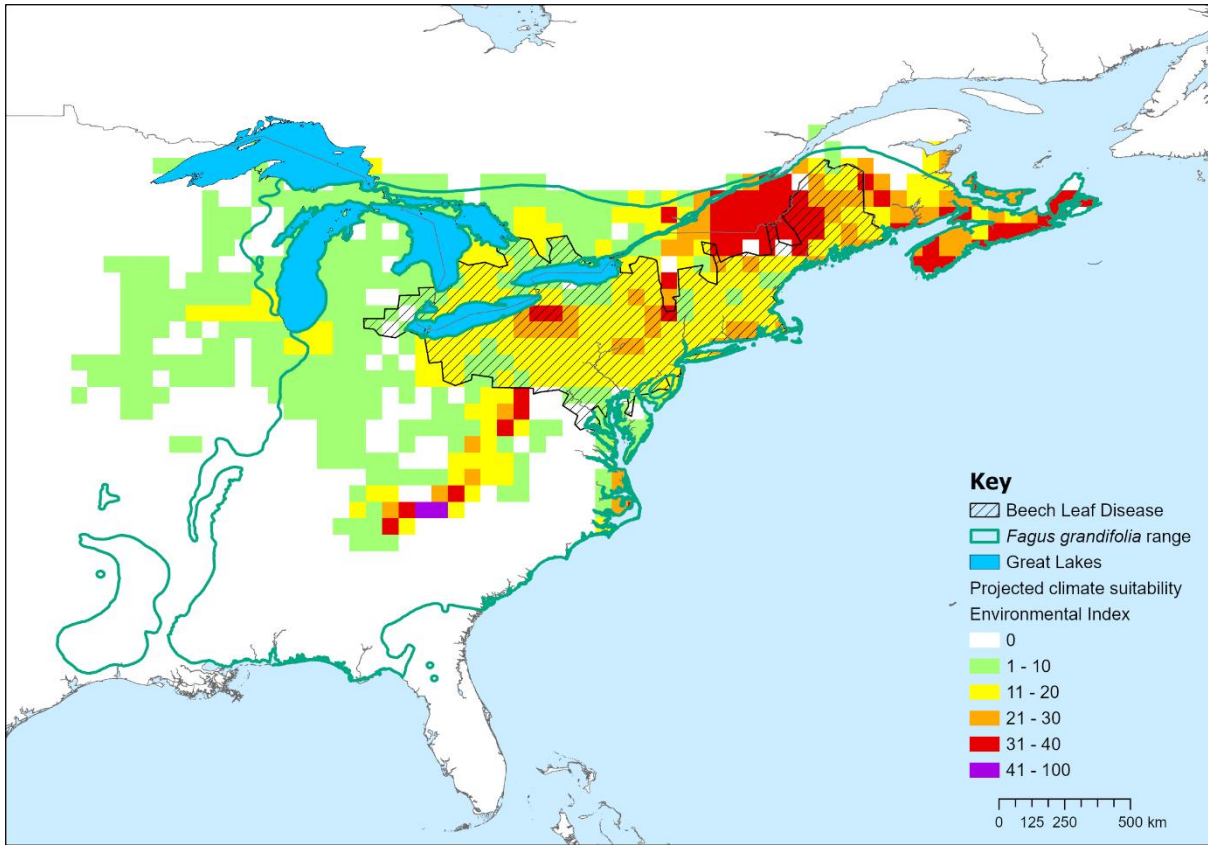 Key
Beech Leaf Disease
Fagus grandifolia range
Great Lakes
Projected climate suitability
Environmental Index
0
1 - 10
11 - 20
21 - 30
31 - 40
41 - 100
0 125 250 500 km